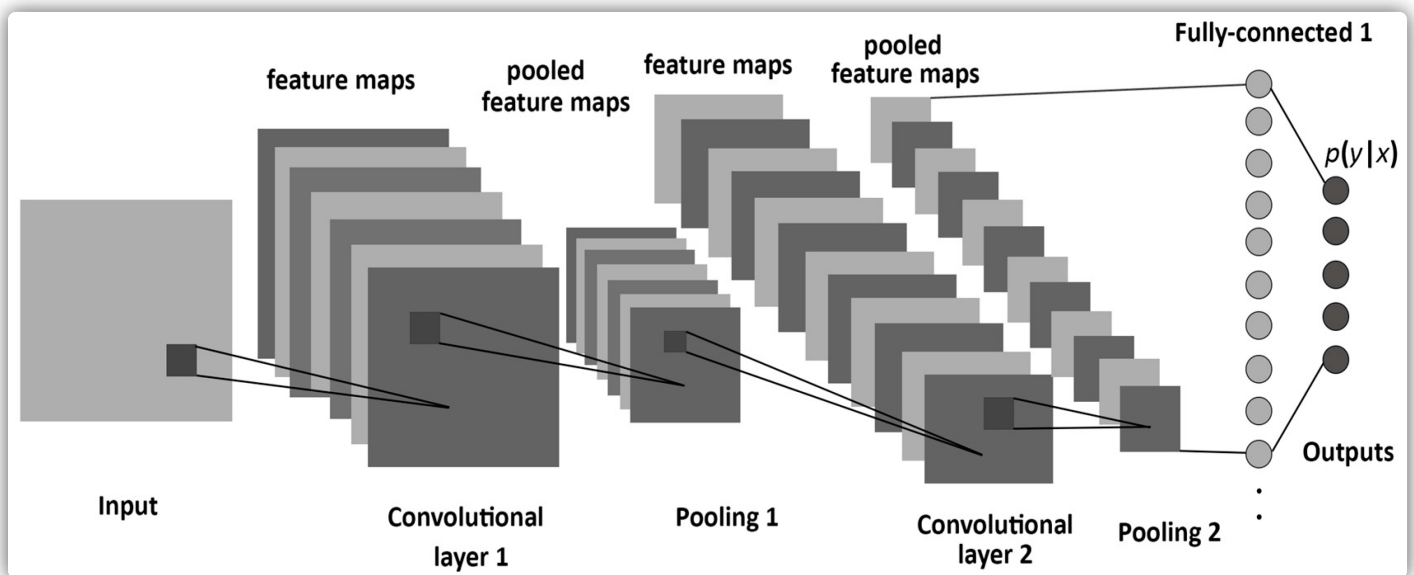 Fully-connected 1
feature maps
pooled
feature maps
feature maps
pooled
feature maps
p(y|x)
Outputs
Input
Convolutional
layer 1
Pooling 1
Convolutional
layer 2
Pooling 2